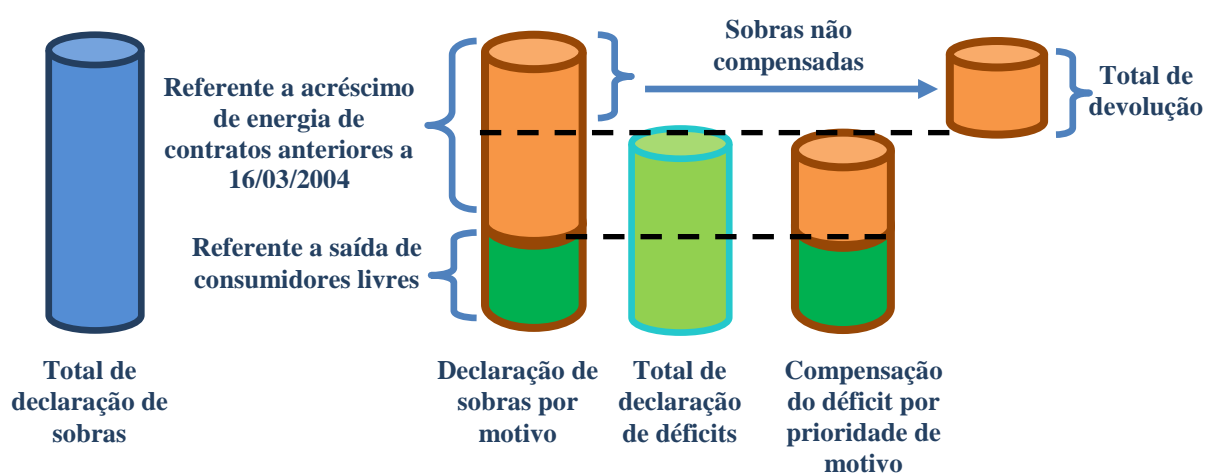 Sobras não
compensadas
Total de
devolução
Referente a acréscimo
de energia de
contratos anteriores a
16/03/2004
Referente a saída de
consumidores livres
Total de
declaração de
sobras
Declaração de
sobras por
motivo
Total de
declaração
de déficits
Compensação
do déficit por
prioridade de
motivo